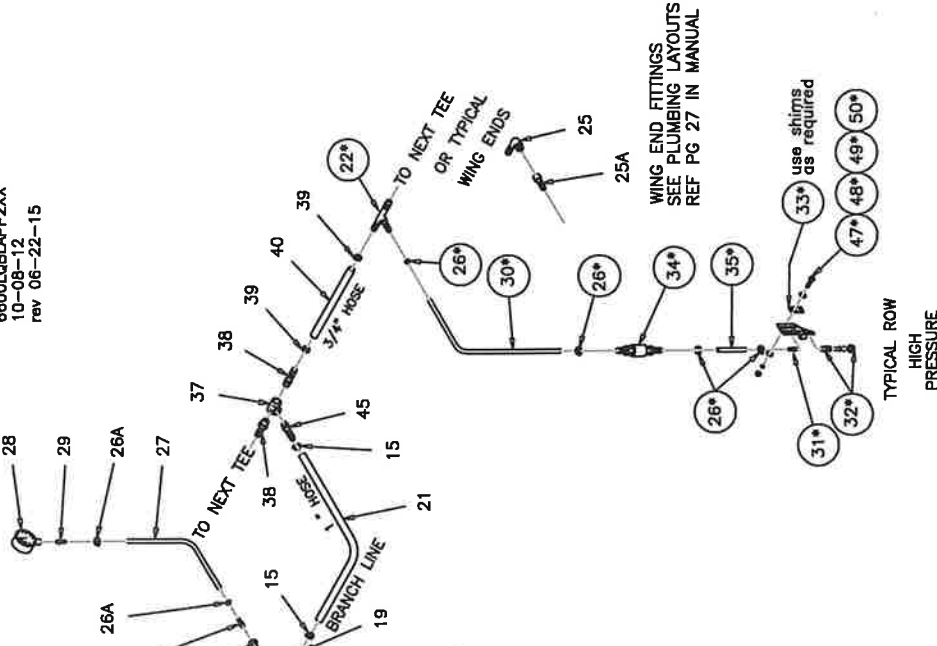 10-08-12
rev 06-22-15
28
29
26A
27
26A
37
38
39
40
3/4" HOSE
39
22*
TO NEXT TEE
OR TYPICAL
WING ENDS
25
25A
TO NEXT TEE
38
45
15
1" HOSE
21
BRANCH LINE
15
19
26*
30*
26*
34*
35*
26*
31*
32*
WING END FITTINGS
SEE PLUMBING LAYOUTS
REF PG 27 IN MANUAL
33*
use shims
as required
47*
48*
49*
50*
TYPICAL ROW
HIGH
PRESSURE